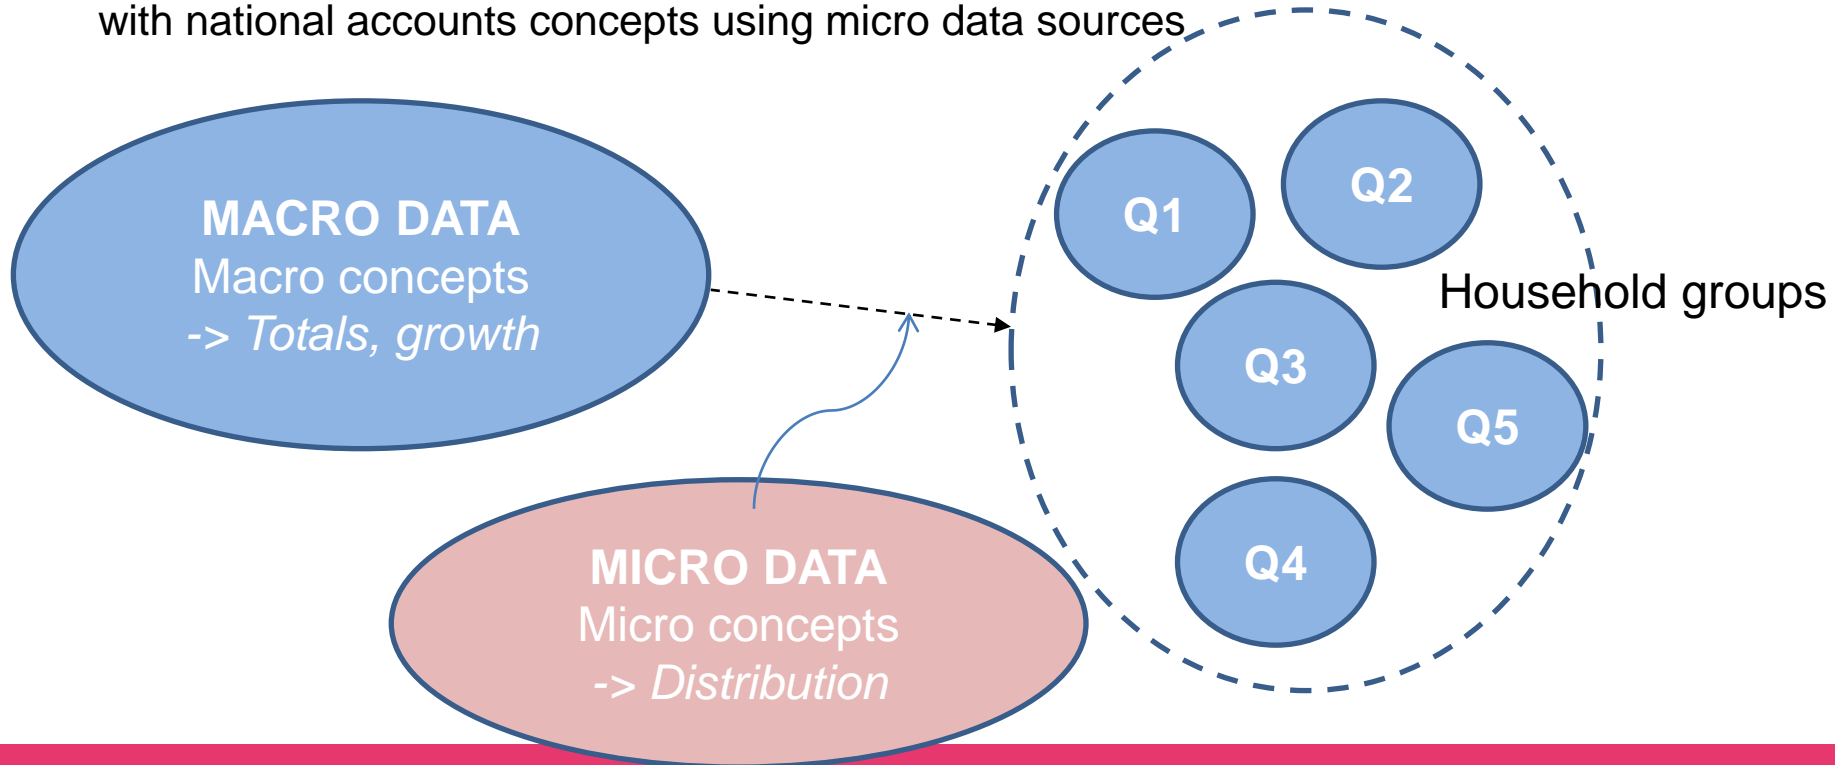 with national accounts concepts using micro data sources
MACRO DATA
Macro concepts
-> Totals, growth
Q1
Q2
Household groups
Q3
Q5
Q4
MICRO DATA
Micro concepts
-> Distribution